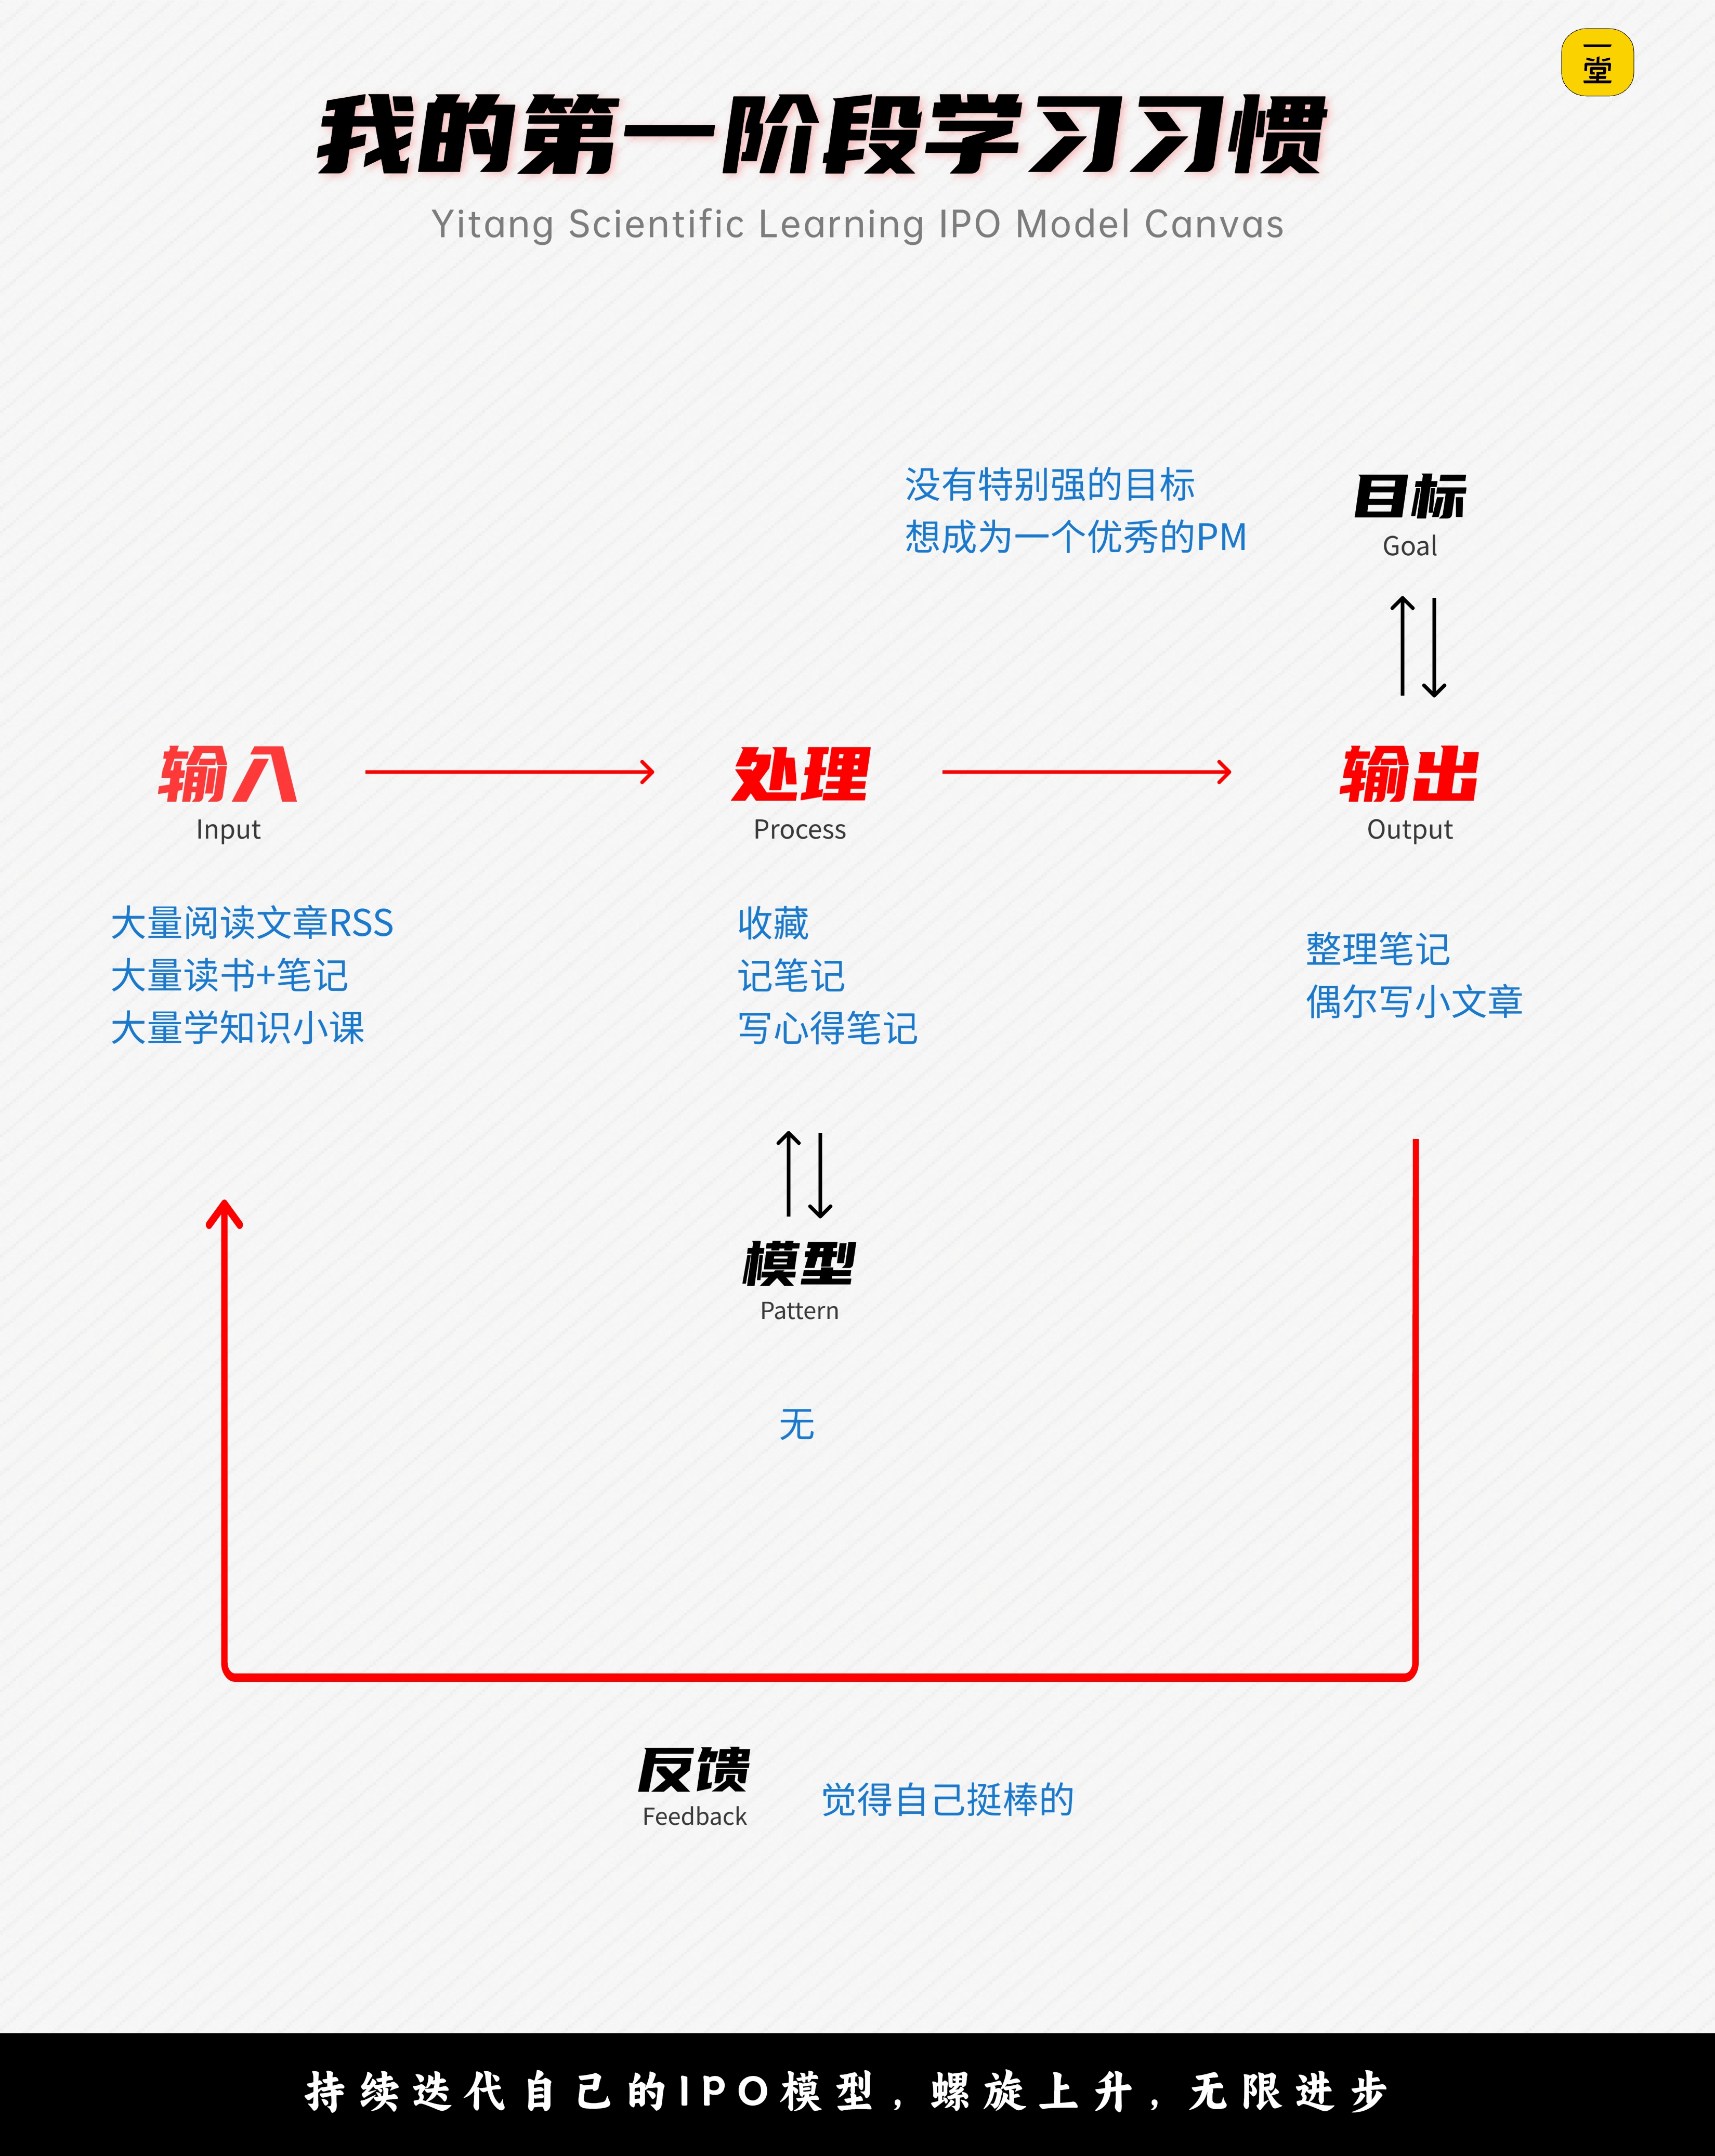 一堂
我的第一阶段学习习惯
Yitang Scientific Learning IPO Model Canvas
没有特别强的目标
想成为一个优秀的PM
目标
Goal
输入
Input
处理
Process
输出
Output
大量阅读文章RSS
大量读书+笔记
大量学知识小课
收藏
记笔记
写心得笔记
整理笔记
偶尔写小文章
模型
Pattern
无
反馈
Feedback
觉得自己挺棒的
持续迭代自己的IPO模型，螺旋上升，无限进步